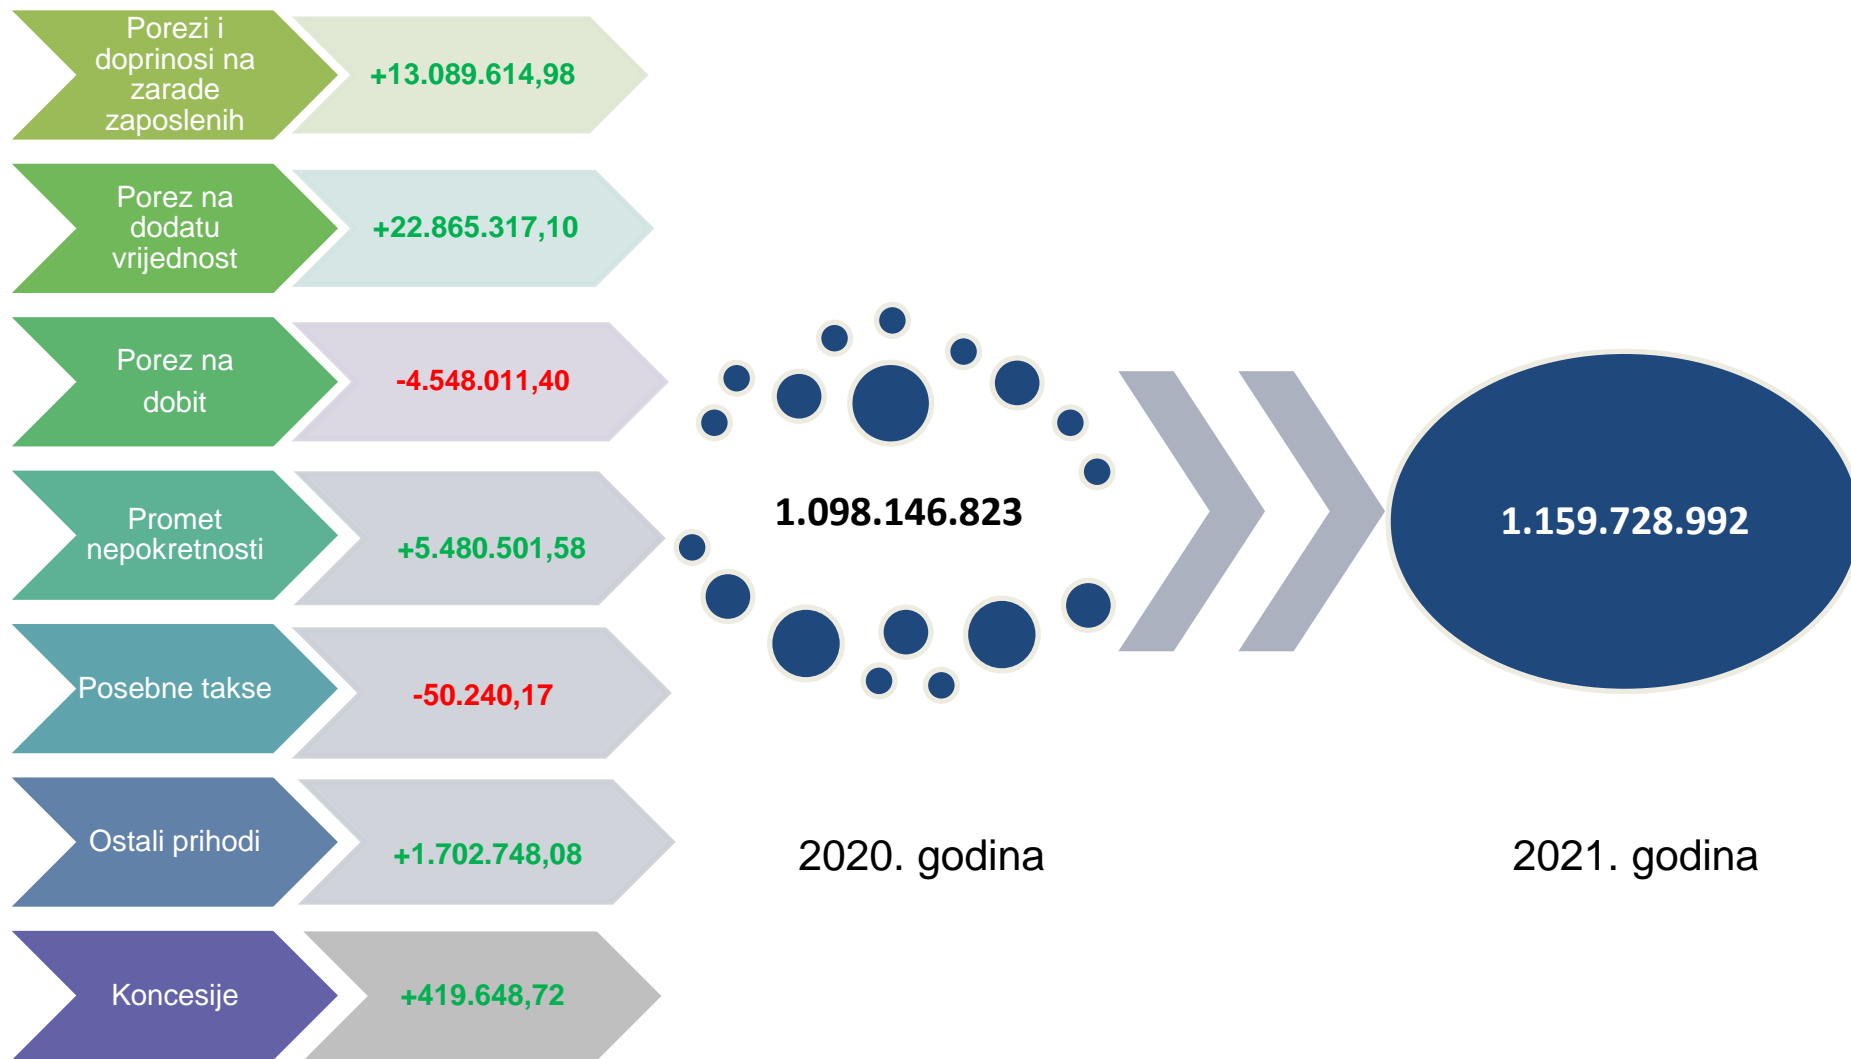 Porezi i
doprinosi na
zarade
zaposlenih
+13.089.614,98
Porez na
dodatu
vrijednost
+22.865.317,10
Porez na
dobit
-4.548.011,40
Promet
nepokretnosti
+5.480.501,58
Posebne takse
-50.240,17
Ostali prihodi
+1.702.748,08
Koncesije
+419.648,72
1.098.146.823
2020. godina
1.159.728.992
2021. godina